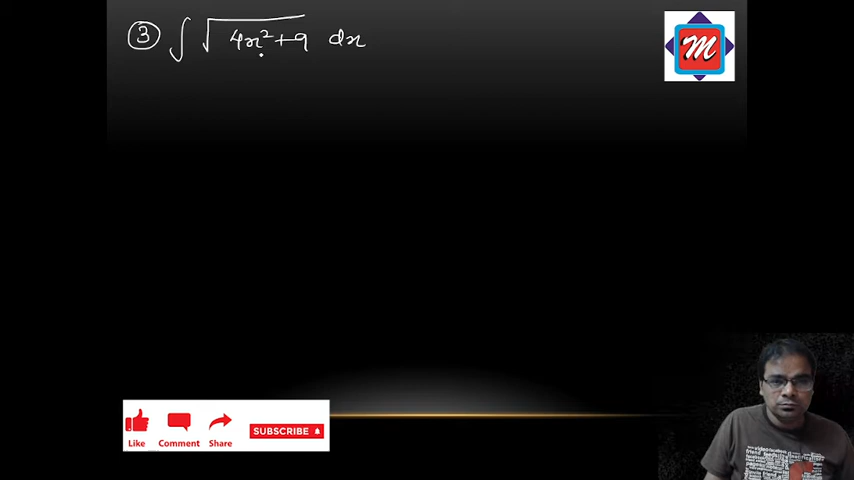 ③ ∫ √4x²+9 dx
M
Like Comment Share SUBSCRIBE